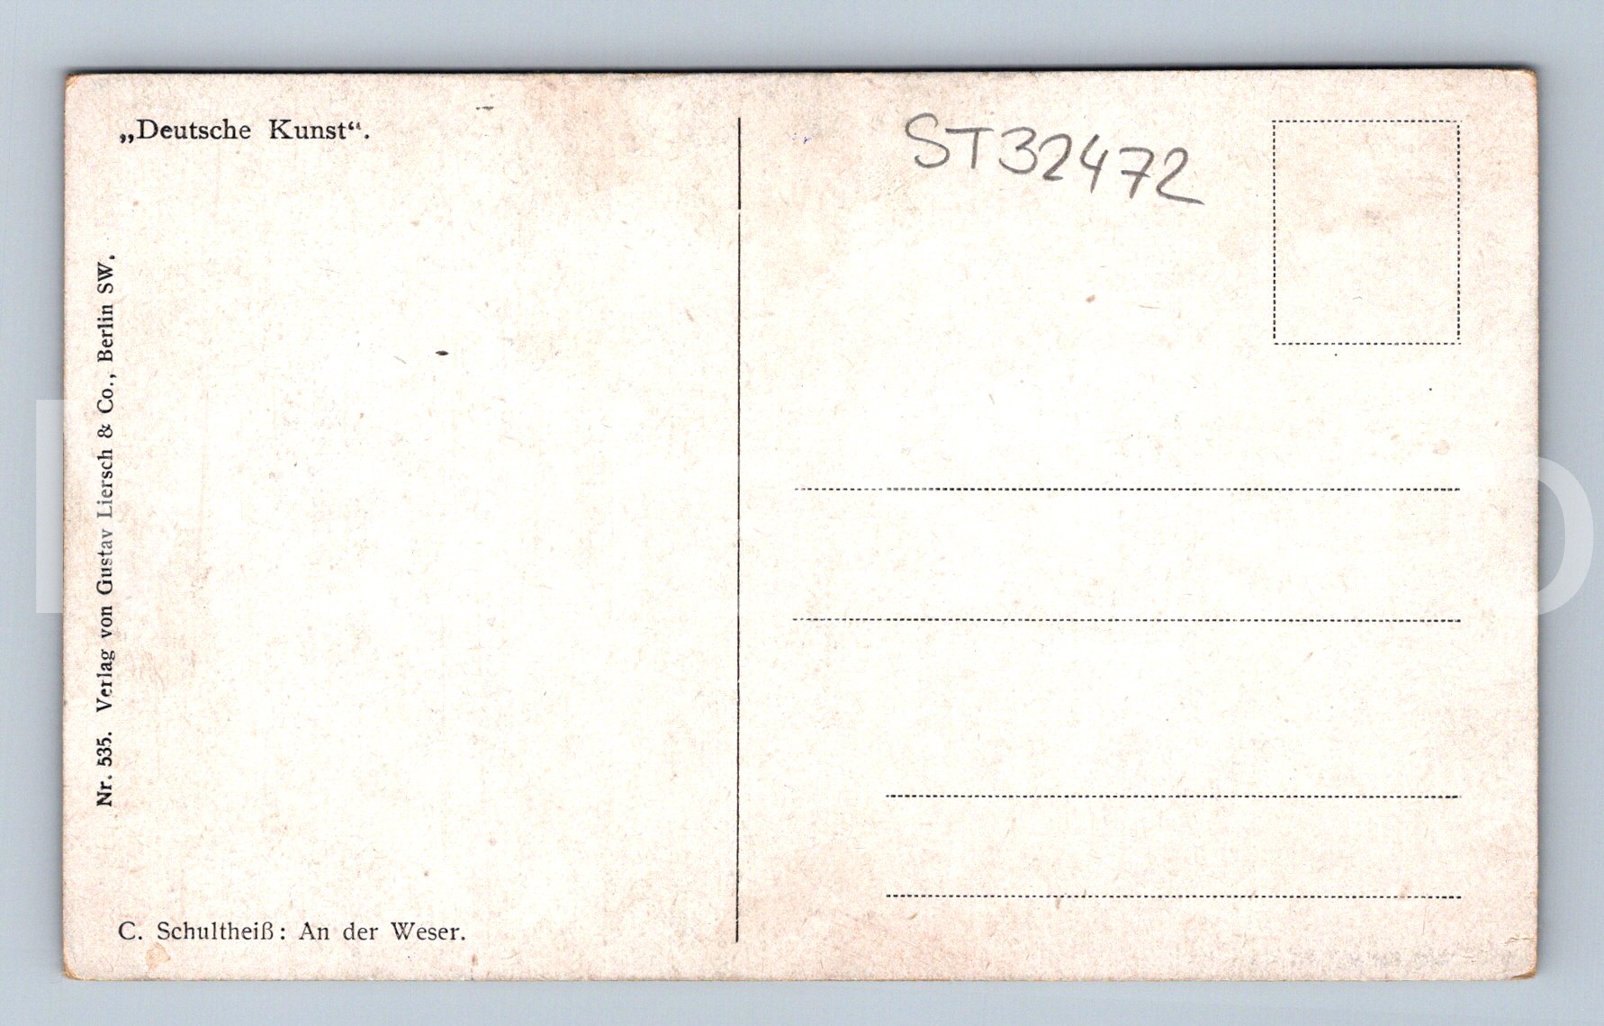 „Deutsche Kunst“.
ST32472
Nr. 535. Verlag von Gustav Liersch & Co., Berlin SW.
C. Schultheiß: An der Weser.